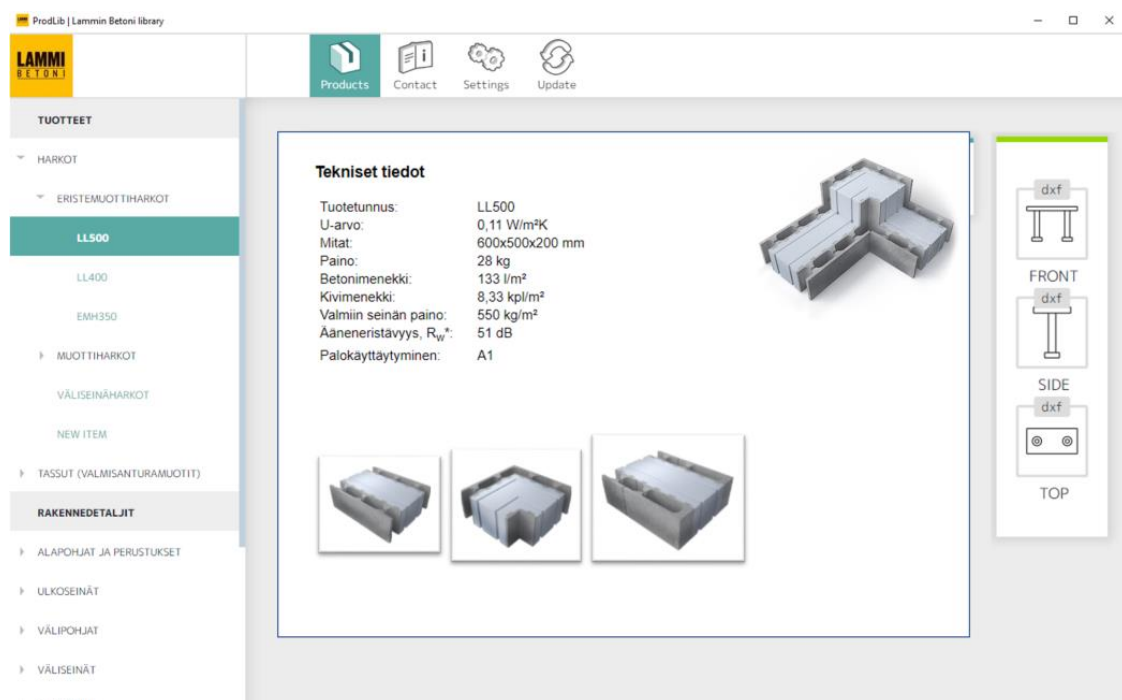 ProdLib | Lammin Betoni library
LAMMI
BETONI
Products
Contact
Settings
Update
TUOTTEET
HARKOT
ERISTEMUOTTIHARKOT
LL500
LL400
EMH350
MUOTTIHARKOT
VÄLISEINÄHARKOT
NEW ITEM
TASSUT (VALMISANTURAMUOTIT)
RAKENNEDETALJIT
ALAPOHJAT JA PERUSTUKSET
ULKOSEINÄT
VÄLIPOHJAT
VÄLISEINÄT
Tekniset tiedot
Tuotetunnus: LL500
U-arvo: 0,11 W/m²K
Mitat: 600x500x200 mm
Paino: 28 kg
Betonimenekki: 133 l/m²
Kivimenekki: 8,33 kpl/m²
Valmiin seinän paino: 550 kg/m²
Ääneneristävyys, Rw*: 51 dB
Palokäyttäytyminen: A1
dxf
FRONT
dxf
SIDE
dxf
TOP